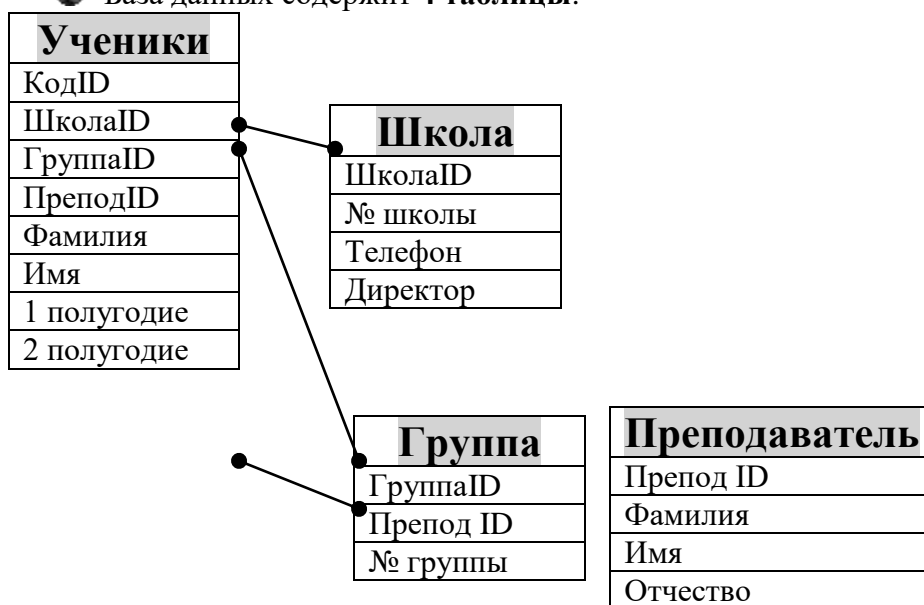 База данных содержит 4 таблицы:
Ученики
КодID
ШколаID
ГруппаID
ПреподID
Фамилия
Имя
1 полугодие
2 полугодие
Школа
ШколаID
№ школы
Телефон
Директор
Группа
ГруппаID
Препод ID
№ группы
Преподаватель
Препод ID
Фамилия
Имя
Отчество